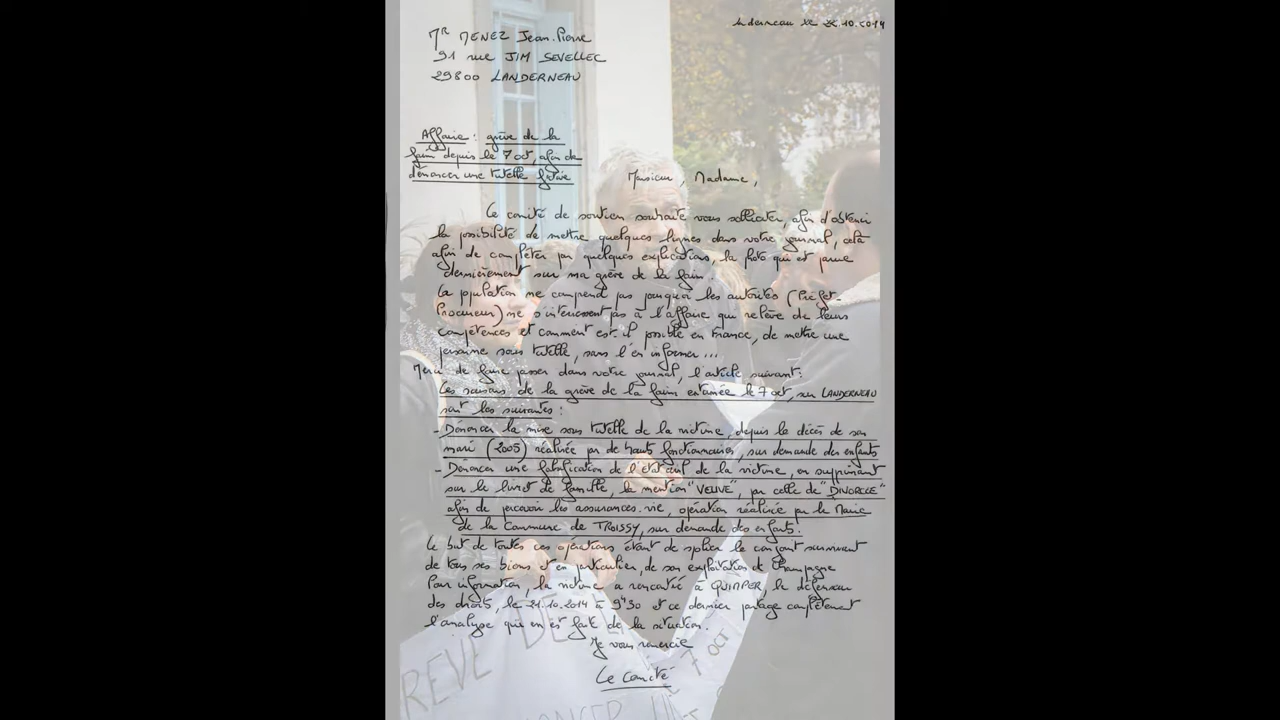 Landerneau le 22.10.2014
Mr MENEZ Jean-Pierre
91 rue JIM SEVELLEC
29800 LANDERNEAU
Affaire : grève de la
faim depuis le 7 oct, afin de
dénoncer une tutelle fictive
Monsieur, Madame,
Le comité de soutien souhaite vous solliciter, afin d'obtenir
la possibilité de mettre quelques lignes dans votre journal, celà
afin de compléter par quelques explications, la photo qui est parue
dernièrement sur ma grève de la faim.
La population ne comprend pas pourquoi les autorités (Préfet-
Procureur) ne s'intéressent pas à l'affaire qui relève de leurs
compétences et comment est-il possible en France, de mettre une
personne sous tutelle, sans l'en informer...
Merci de faire passer dans votre journal, l'article suivant:
Les raisons de la grève de la faim entamée le 7 oct, sur LANDERNEAU
sont les suivantes :
- Dénoncer la mise sous tutelle de la victime, depuis le décès de son
mari (2005) réalisée par de hauts fonctionnaires, sur demande des enfants
- Dénoncer une falsification de l'état civil de la victime, en supprimant
sur le livret de famille, la mention "VEUVE", par celle de "DIVORCEE"
afin de percevoir les assurances-vie, opération réalisée par la Mairie
de la Commune de TROISSY, sur demande des enfants.
Le but de toutes ces opérations étant de spolier le conjoint survivant
de tous ses biens et en particulier, de son exploitation de Champagne
Pour information, la victime a rencontré à QUIMPER, le défenseur
des droits, le 21.10.2014 à 9h30 et ce dernier partage complètement
l'analyse qui en est faite de la situation.
Je vous remercie
Le Comité
GREVE DE LA
7 OCT